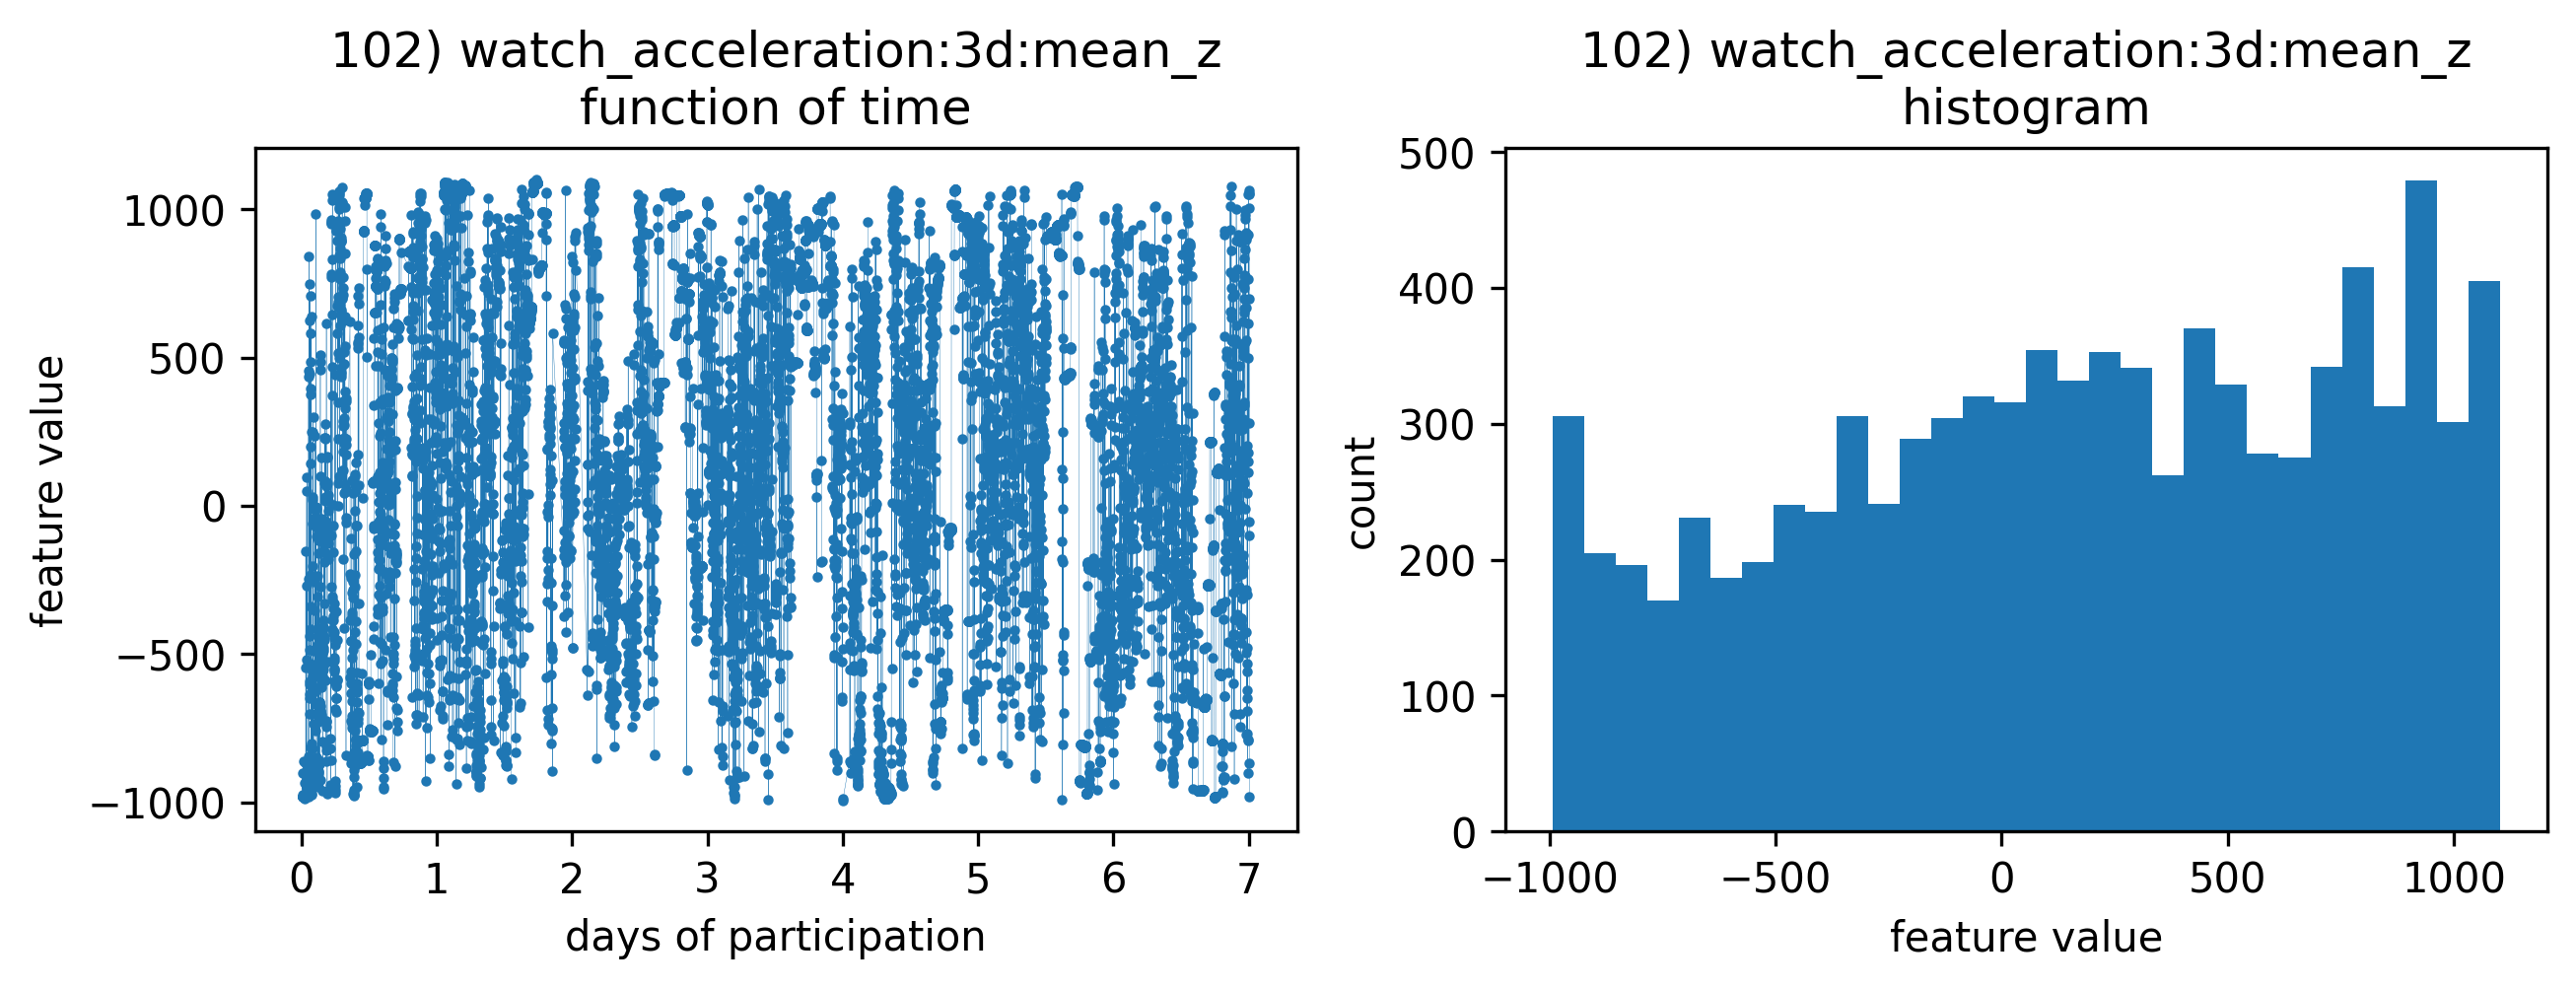 102) watch_acceleration:3d:mean_z
function of time
1000
500
0
−500
−1000
feature value
0 1 2 3 4 5 6 7
days of participation
102) watch_acceleration:3d:mean_z
histogram
500
400
300
200
100
0
count
−1000 −500 0 500 1000
feature value